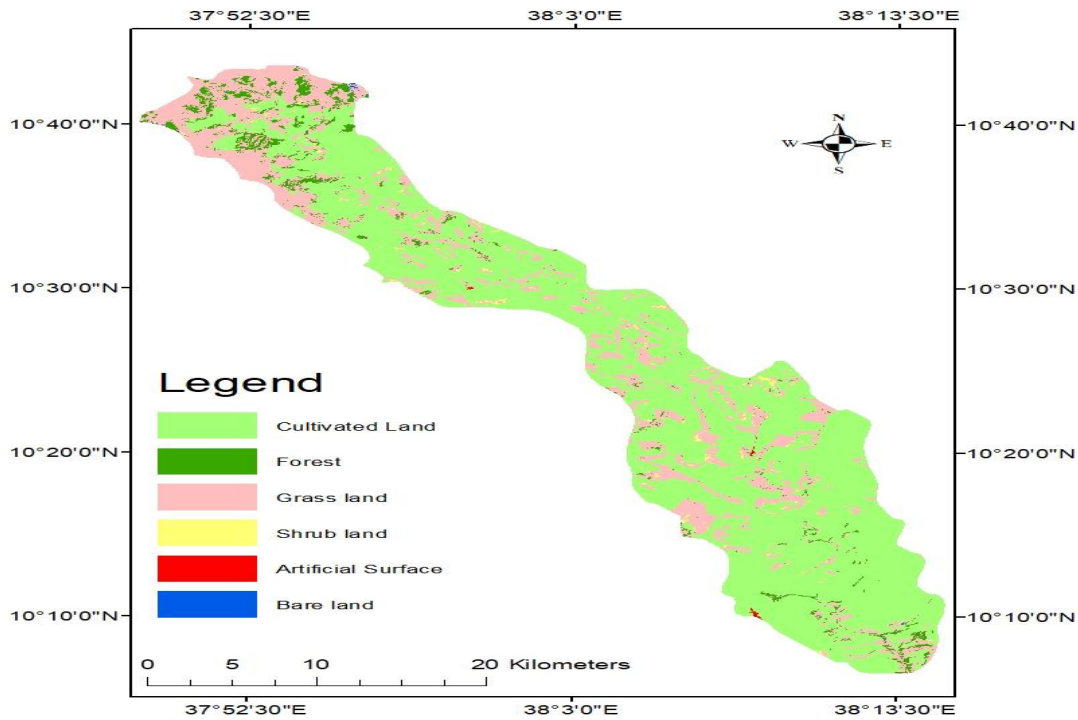 37°52'30"E 38°3'0"E 38°13'30"E
N
W E
S
10°40'0"N 10°40'0"N
10°30'0"N 10°30'0"N
10°20'0"N 10°20'0"N
10°10'0"N 10°10'0"N
Legend
Cultivated Land
Forest
Grass land
Shrub land
Artificial Surface
Bare land
0 5 10 20 Kilometers
37°52'30"E 38°3'0"E 38°13'30"E